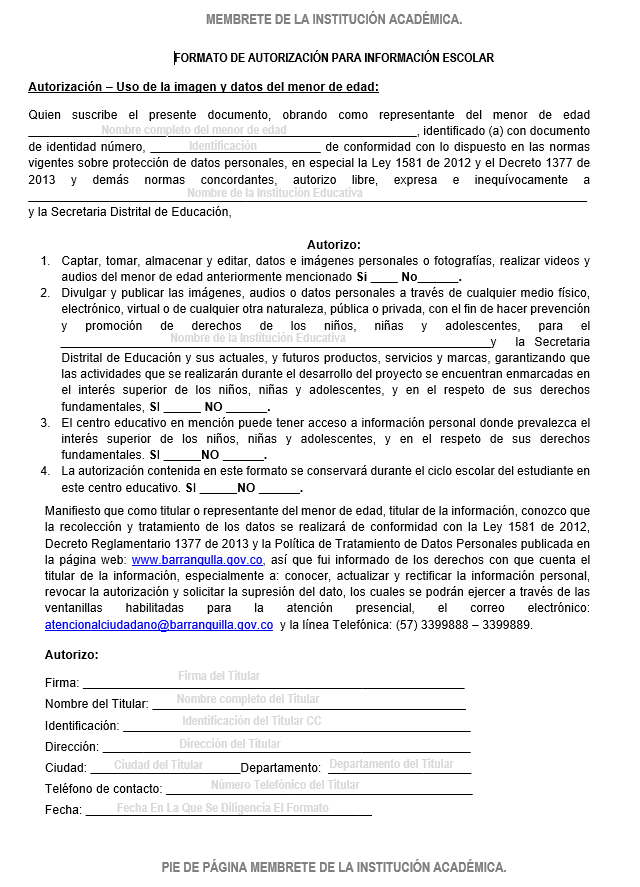 MEMBRETE DE LA INSTITUCIÓN ACADÉMICA.
FORMATO DE AUTORIZACIÓN PARA INFORMACIÓN ESCOLAR
Autorización – Uso de la imagen y datos del menor de edad:
Quien suscribe el presente documento, obrando como representante del menor de edad
Nombre completo del menor de edad, identificado (a) con documento
de identidad número, Identificación de conformidad con lo dispuesto en las normas
vigentes sobre protección de datos personales, en especial la Ley 1581 de 2012 y el Decreto 1377 de
2013 y demás normas concordantes, autorizo libre, expresa e inequívocamente a
Nombre de la Institución Educativa
y la Secretaria Distrital de Educación,
Autorizo:
1. Captar, tomar, almacenar y editar, datos e imágenes personales o fotografías, realizar videos y
audios del menor de edad anteriormente mencionado Si ____ No______.
2. Divulgar y publicar las imágenes, audios o datos personales a través de cualquier medio físico,
electrónico, virtual o de cualquier otra naturaleza, pública o privada, con el fin de hacer prevención
y promoción de derechos de los niños, niñas y adolescentes, para el
Nombre de la Institución Educativa y la Secretaria
Distrital de Educación y sus actuales, y futuros productos, servicios y marcas, garantizando que
las actividades que se realizarán durante el desarrollo del proyecto se encuentran enmarcadas en
el interés superior de los niños, niñas y adolescentes, y en el respeto de sus derechos
fundamentales, SI ______ NO ______.
3. El centro educativo en mención puede tener acceso a información personal donde prevalezca el
interés superior de los niños, niñas y adolescentes, y en el respeto de sus derechos
fundamentales. SI ______NO ______.
4. La autorización contenida en este formato se conservará durante el ciclo escolar del estudiante en
este centro educativo. SI ______NO ______.
Manifiesto que como titular o representante del menor de edad, titular de la información, conozco que
la recolección y tratamiento de los datos se realizará de conformidad con la Ley 1581 de 2012,
Decreto Reglamentario 1377 de 2013 y la Política de Tratamiento de Datos Personales publicada en
la página web: www.barranquilla.gov.co, así que fui informado de los derechos con que cuenta el
titular de la información, especialmente a: conocer, actualizar y rectificar la información personal,
revocar la autorización y solicitar la supresión del dato, los cuales se podrán ejercer a través de las
ventanillas habilitadas para la atención presencial, el correo electrónico:
atencionalciudadano@barranquilla.gov.co y la línea Telefónica: (57) 3399888 – 3399889.
Autorizo:
Firma: Firma del Titular
Nombre del Titular: Nombre completo del Titular
Identificación: Identificación del Titular CC
Dirección: Dirección del Titular
Ciudad: Ciudad del Titular Departamento: Departamento del Titular
Teléfono de contacto: Número Telefónico del Titular
Fecha: Fecha En La Que Se Diligencia El Formato
PIE DE PÁGINA MEMBRETE DE LA INSTITUCIÓN ACADÉMICA.